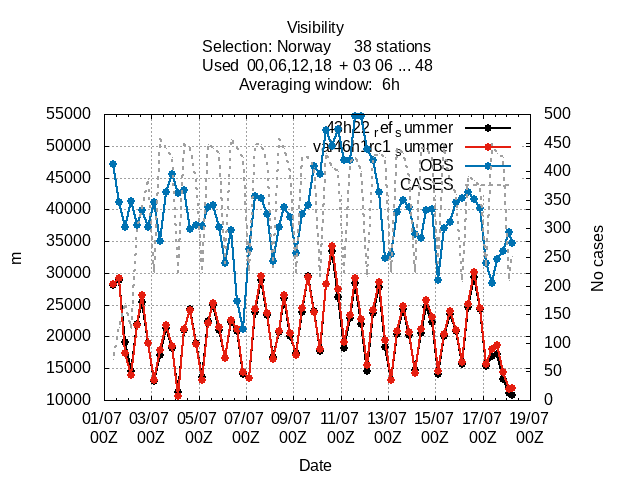 Visibility
Selection: Norway 38 stations
Used 00,06,12,18 + 03 06 ... 48
Averaging window: 6h
55000
50000
45000
40000
35000
30000
25000
20000
15000
10000
m
500
450
400
350
300
250
200
150
100
50
0
No cases
ref summer
summer
OBS
CASES
01/07 03/07 05/07 07/07 09/07 11/07 13/07 15/07 17/07 19/07
00Z 00Z 00Z 00Z 00Z 00Z 00Z 00Z 00Z 00Z
Date